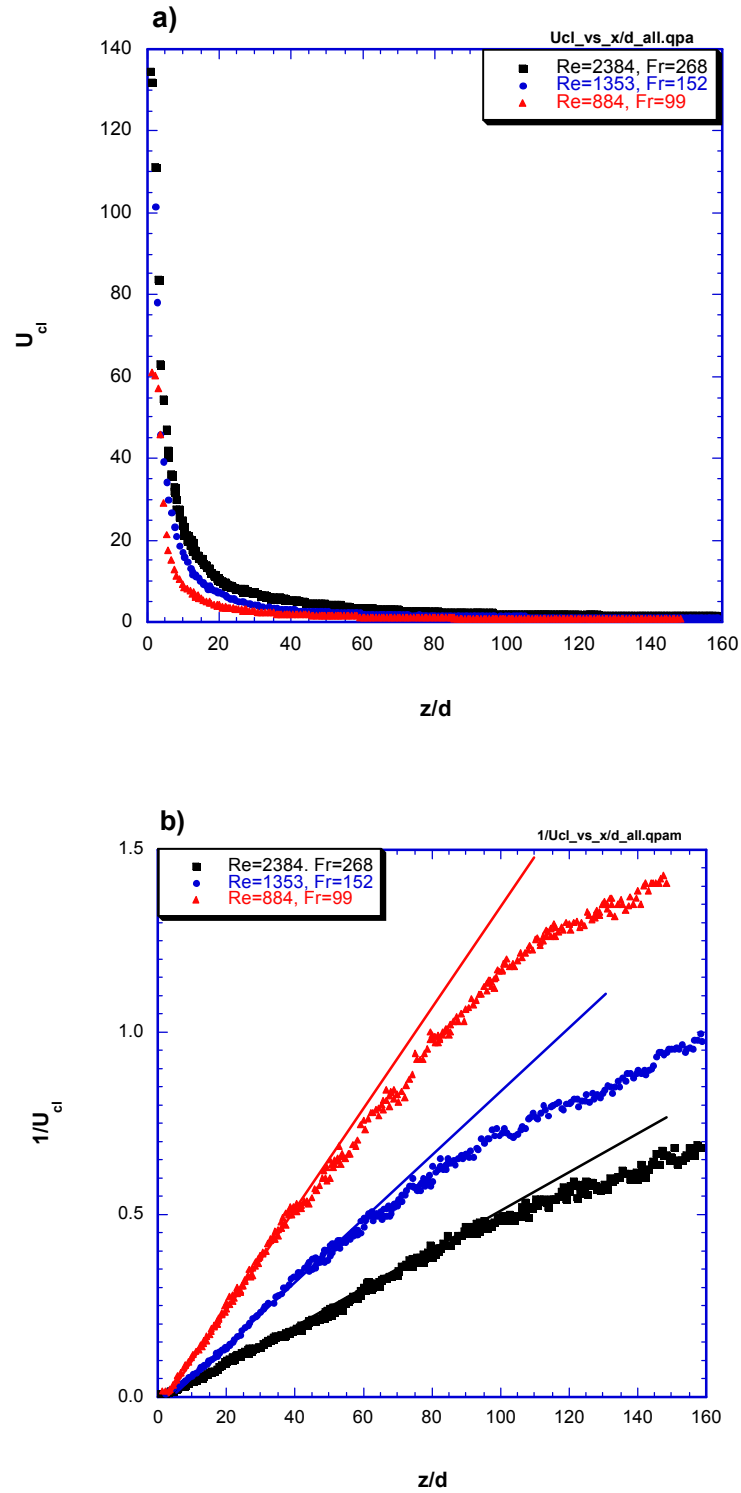 a)
Ucl_vs_x/d_all.qpa
Re=2384, Fr=268
Re=1353, Fr=152
Re=884, Fr=99
140
120
100
80
60
40
20
0
U_cl
0 20 40 60 80 100 120 140 160
z/d
b)
1/Ucl_vs_x/d_all.qpam
Re=2384. Fr=268
Re=1353, Fr=152
Re=884, Fr=99
1.5
1.0
0.5
0.0
1/U_cl
0 20 40 60 80 100 120 140 160
z/d